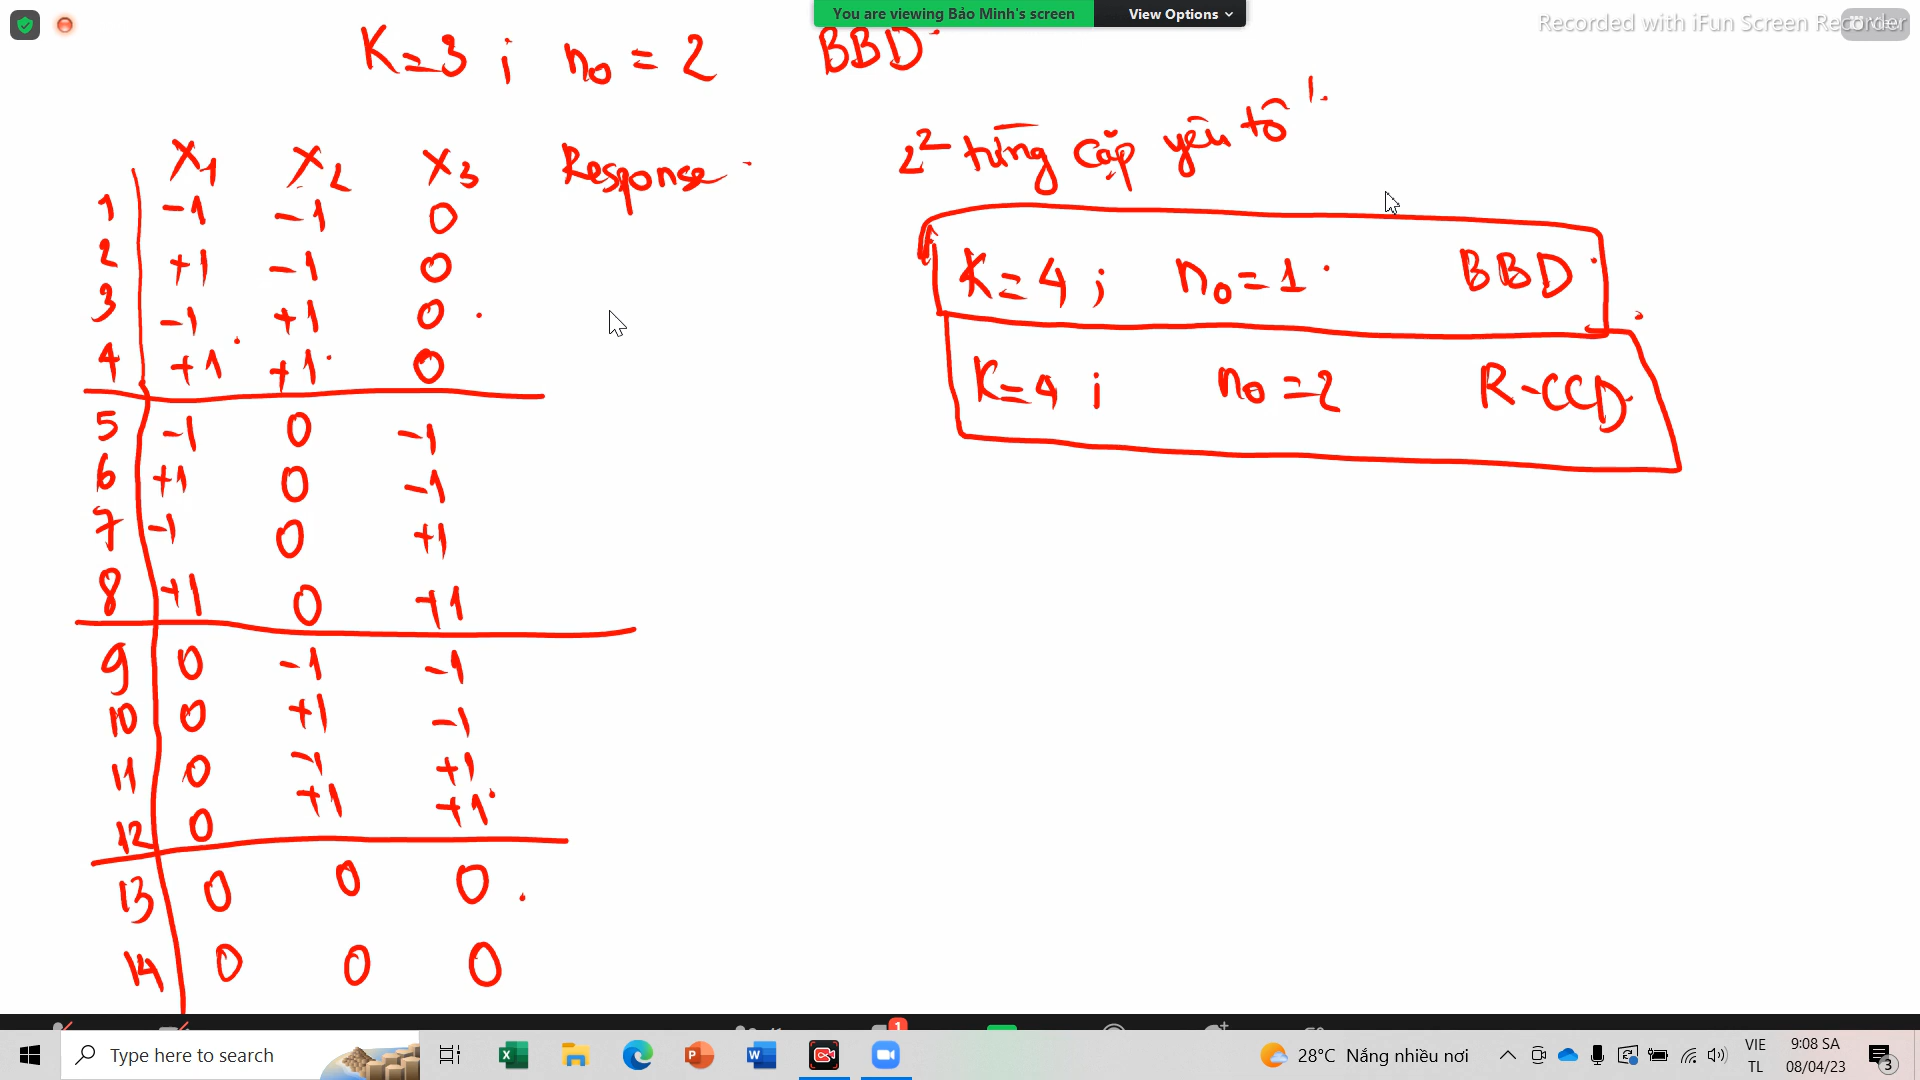 You are viewing Bảo Minh's screen View Options
Recorded with iFun Screen Recorder
K=3 ; n₀ = 2 BBD
2² từng cặp yếu tố
X₁ X₂ X₃ Response
1 -1 -1 0
2 +1 -1 0
3 -1 +1 0
4 +1 +1 0
5 -1 0 -1
6 +1 0 -1
7 -1 0 +1
8 +1 0 +1
9 0 -1 -1
10 0 +1 -1
11 0 -1 +1
12 0 +1 +1
13 0 0 0
14 0 0 0
K=4 ; n₀=1 BBD
K=4 ; n₀=2 R-CCD
1
Type here to search
28°C Nắng nhiều nơi
VIE
TL
9:08 SA
08/04/23
3